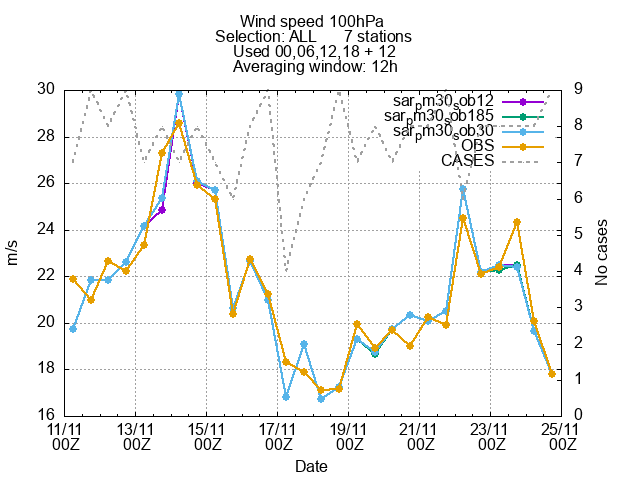 Wind speed 100hPa
Selection: ALL 7 stations
Used 00,06,12,18 + 12
Averaging window: 12h
sarpm30sob12
sarpm30sob185
sarpm30sob30
OBS
CASES
30
28
26
24
22
20
18
16
m/s
9
8
7
6
5
4
3
2
1
0
No cases
11/11 13/11 15/11 17/11 19/11 21/11 23/11 25/11
00Z 00Z 00Z 00Z 00Z 00Z 00Z 00Z
Date